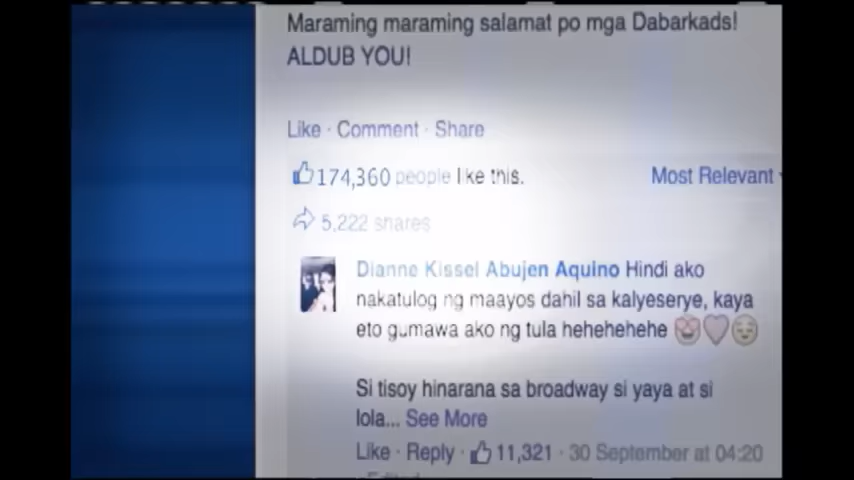 Maraming maraming salamat po mga Dabarkads!
ALDUB YOU!
Like · Comment · Share
174,360 people like this.
Most Relevant
5,222 shares
Dianne Kissel Abujen Aquino Hindi ako
nakatulog ng maayos dahil sa kalyeserye, kaya
eto gumawa ako ng tula hehehehehe
Si tisoy hinarana sa broadway si yaya at si
lola... See More
Like · Reply · 11,321 · 30 September at 04:20